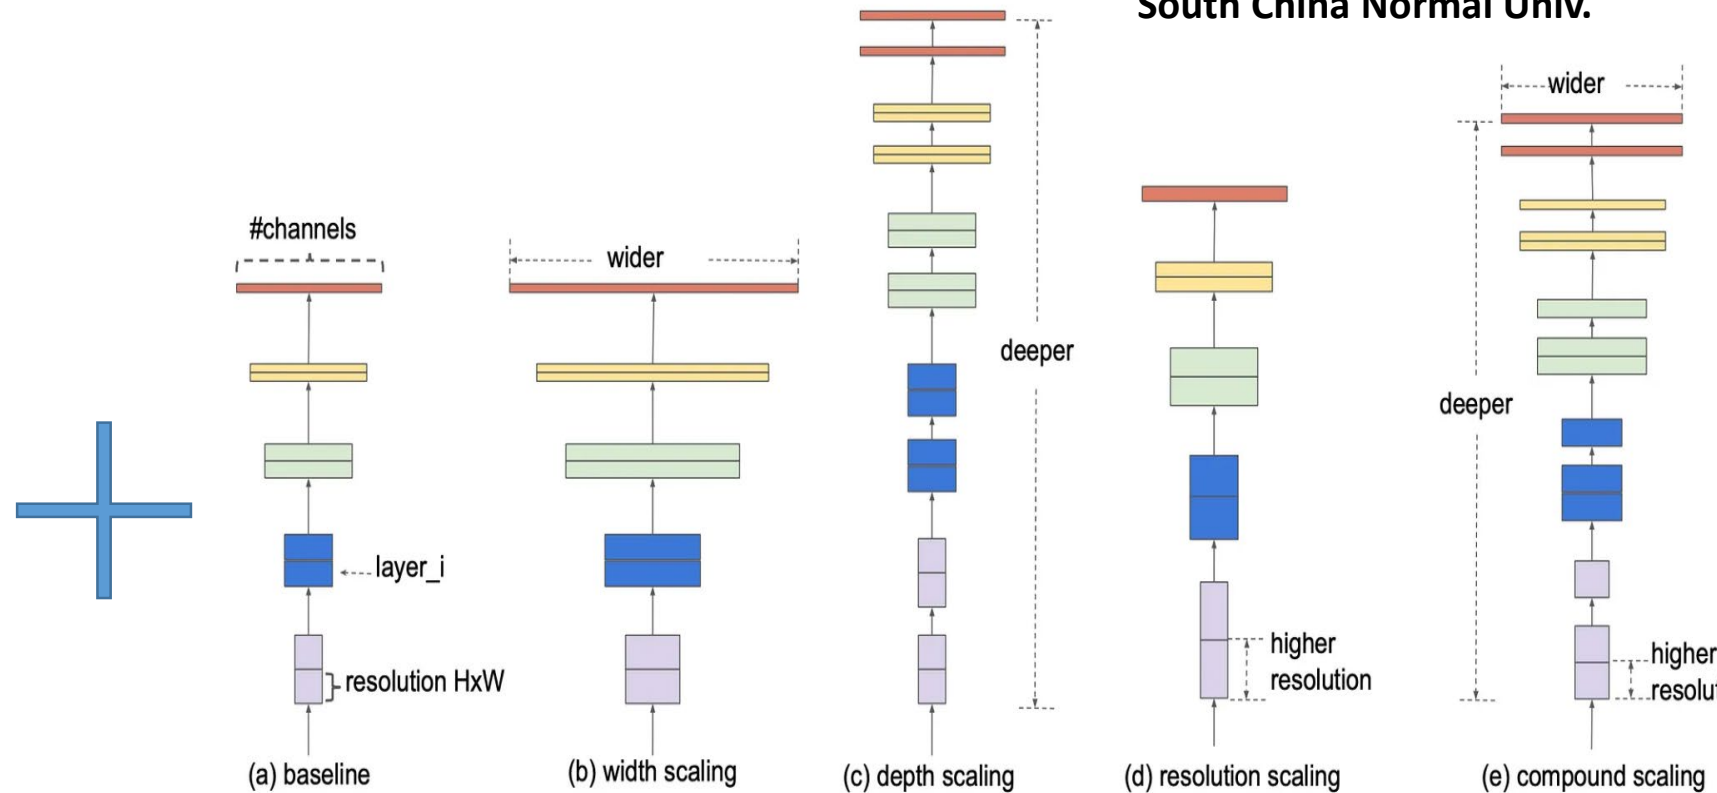 South China Normal Univ.
#channels
layer_i
resolution HxW
(a) baseline
wider
(b) width scaling
deeper
(c) depth scaling
higher
resolution
(d) resolution scaling
wider
deeper
higher
(e) compound scaling